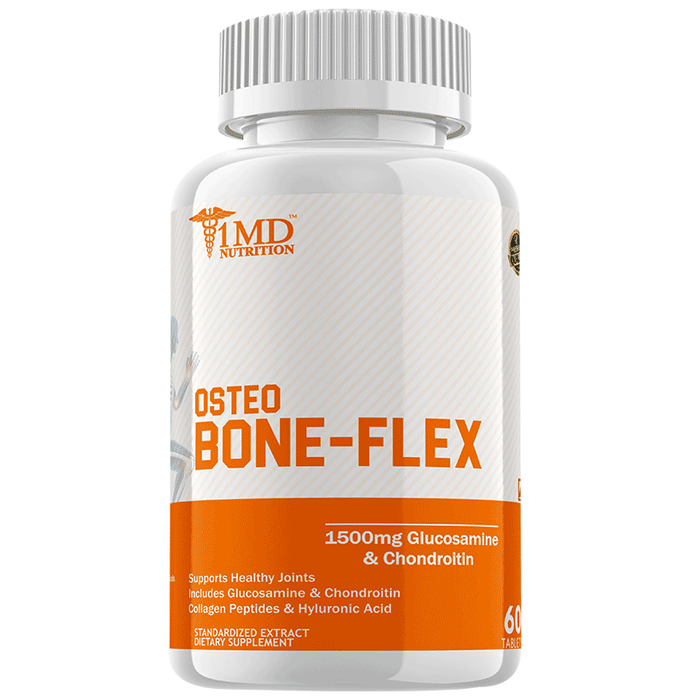 1MD™
NUTRITION
OSTEO
BONE-FLEX
1500mg Glucosamine
& Chondroitin
Supports Healthy Joints
Includes Glucosamine & Chondroitin
Collagen Peptides & Hyluronic Acid
STANDARDIZED EXTRACT
DIETARY SUPPLEMENT
60
TABLET